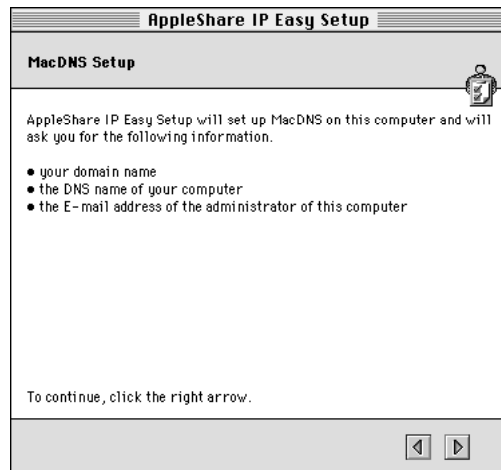 AppleShare IP Easy Setup
MacDNS Setup
AppleShare IP Easy Setup will set up MacDNS on this computer and will
ask you for the following information.
● your domain name
● the DNS name of your computer
● the E-mail address of the administrator of this computer
To continue, click the right arrow.